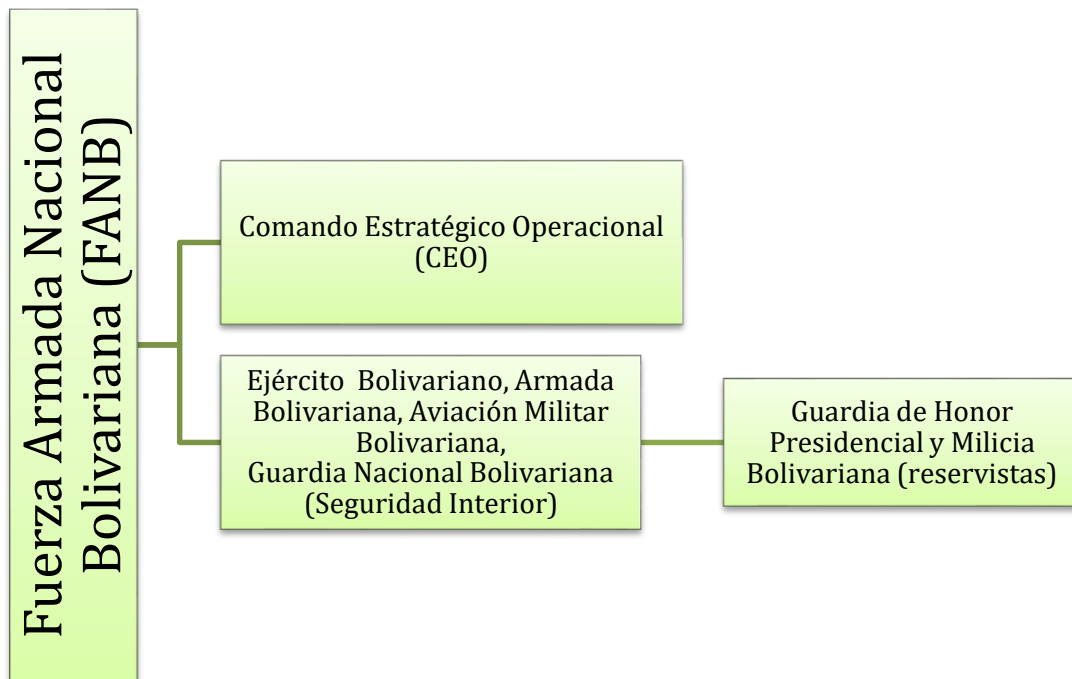 Fuerza Armada Nacional
Bolivariana (FANB)
Comando Estratégico Operacional
(CEO)
Ejército  Bolivariano, Armada
Bolivariana, Aviación Militar
Bolivariana,
Guardia Nacional Bolivariana
(Seguridad Interior)
Guardia de Honor
Presidencial y Milicia
Bolivariana (reservistas)